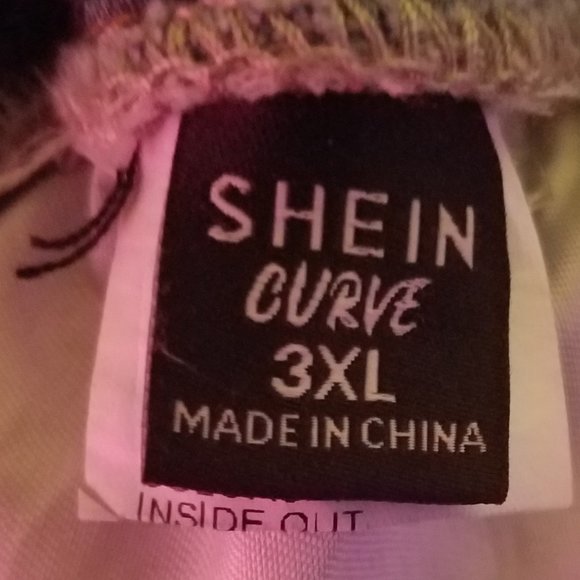 SHEIN
CURVE
3XL
MADE IN CHINA
INSIDE OUT